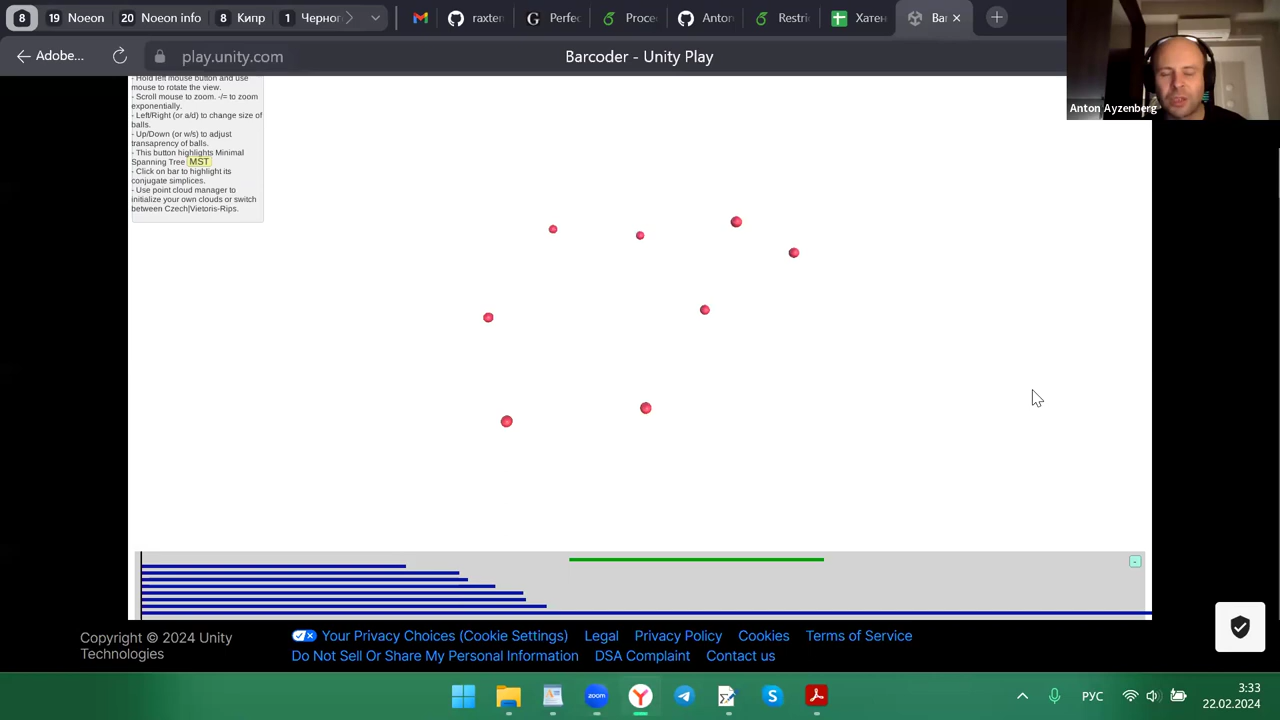 8
19 Noeon
20 Noeon info
8 Кипр
1 Черног
raxten
Perfec
Proce
Anton
Restri
Хатен
Bar
Adobe...
play.unity.com
Barcoder - Unity Play
Anton Ayzenberg
- Hold left mouse button and use
mouse to rotate the view.
- Scroll mouse to zoom. -/= to zoom
exponentially.
- Left/Right (or a/d) to change size of
balls.
- Up/Down (or w/s) to adjust
transaprency of balls.
- This button highlights Minimal
Spanning Tree MST
- Click on bar to highlight its
conjugate simplices.
- Use point cloud manager to
initialize your own clouds or switch
between Czech|Vietoris-Rips.
-
Copyright © 2024 Unity
Technologies
Your Privacy Choices (Cookie Settings) Legal Privacy Policy Cookies Terms of Service
Do Not Sell Or Share My Personal Information DSA Complaint Contact us
zoom
РУС
3:33
22.02.2024